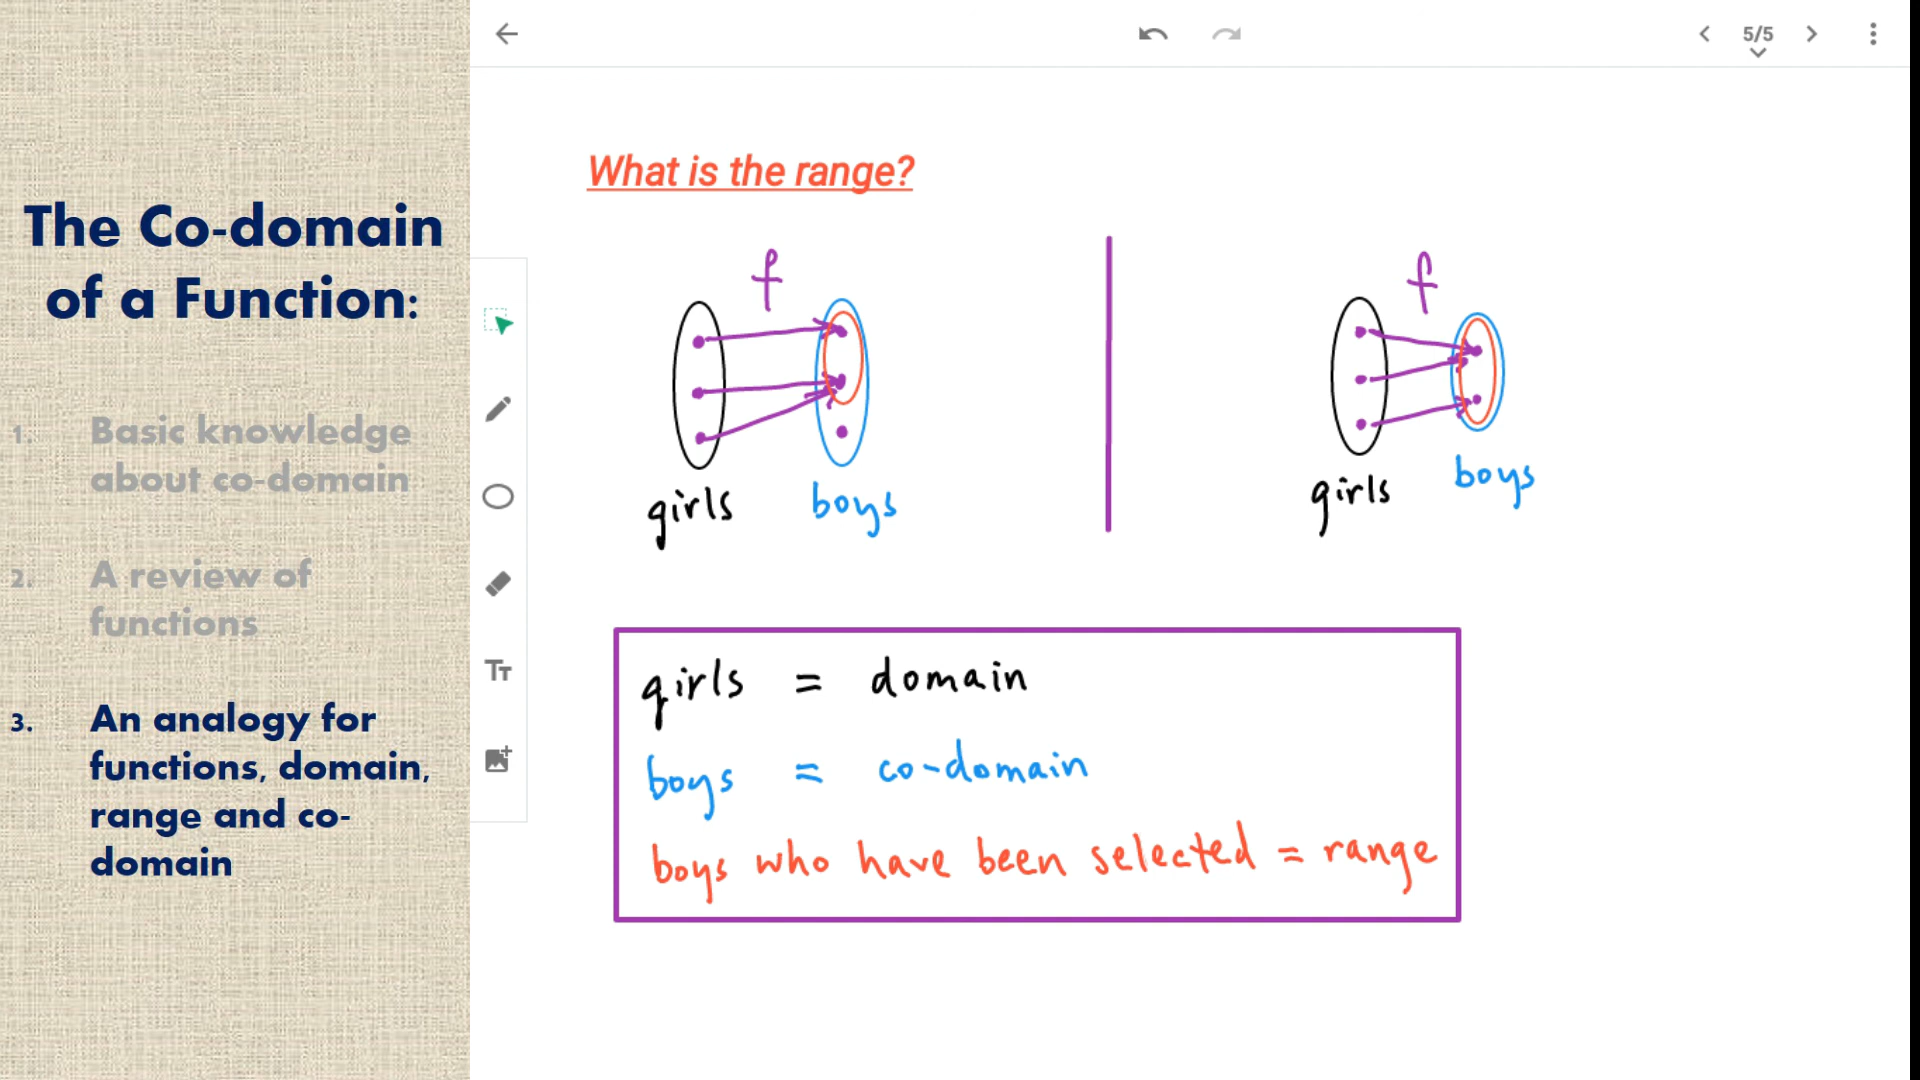 The Co-domain
of a Function:
1. Basic knowledge
about co-domain
2. A review of
functions
3. An analogy for
functions, domain,
range and co-
domain
5/5
What is the range?
f
girls boys
f
girls boys
Tт
girls = domain
boys = co-domain
boys who have been selected = range